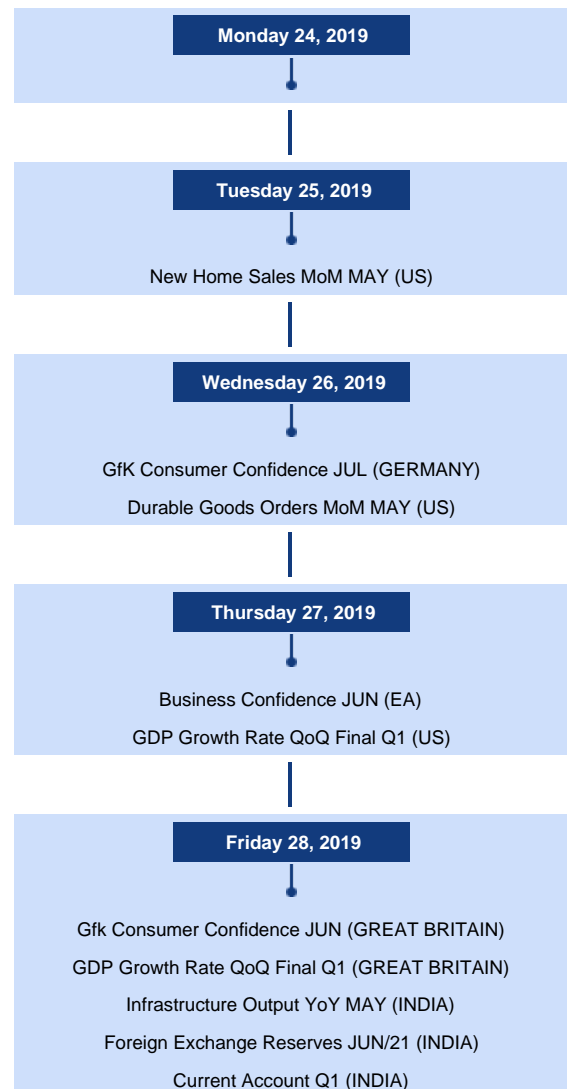 Monday 24, 2019
Tuesday 25, 2019
New Home Sales MoM MAY (US)
Wednesday 26, 2019
GfK Consumer Confidence JUL (GERMANY)
Durable Goods Orders MoM MAY (US)
Thursday 27, 2019
Business Confidence JUN (EA)
GDP Growth Rate QoQ Final Q1 (US)
Friday 28, 2019
Gfk Consumer Confidence JUN (GREAT BRITAIN)
GDP Growth Rate QoQ Final Q1 (GREAT BRITAIN)
Infrastructure Output YoY MAY (INDIA)
Foreign Exchange Reserves JUN/21 (INDIA)
Current Account Q1 (INDIA)